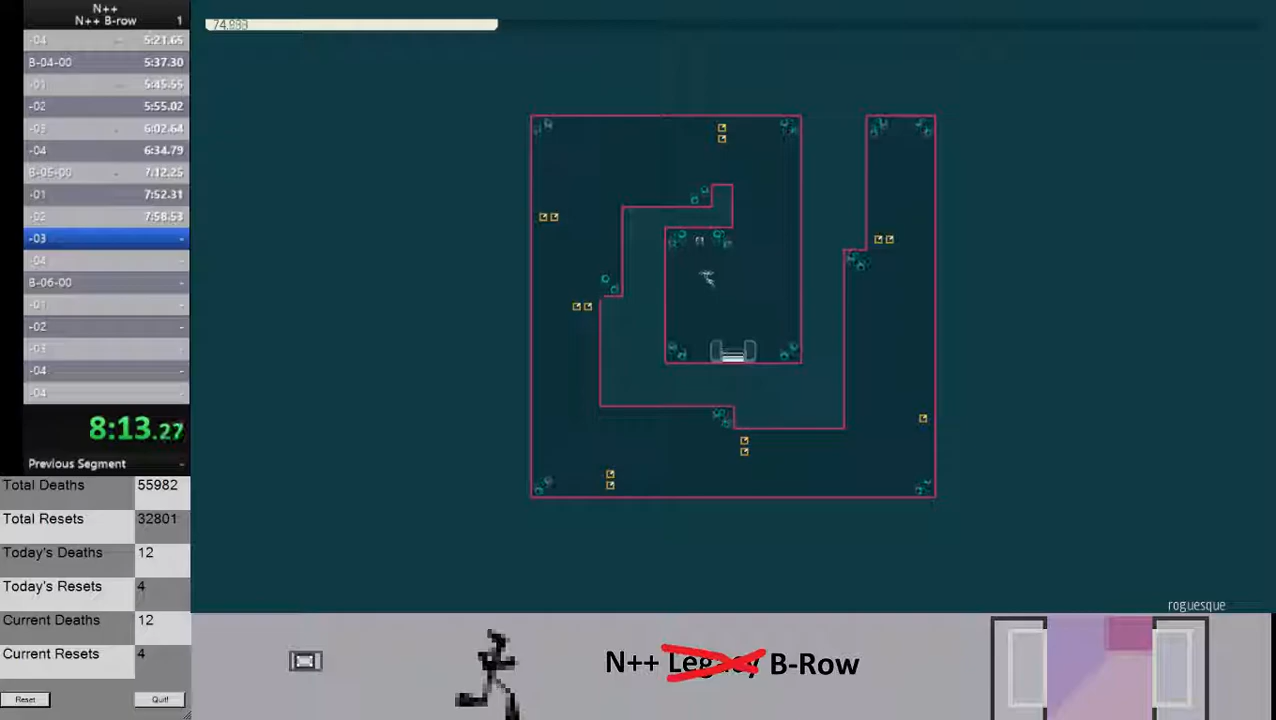 N++
N++ B-row 1
74.993
-04 - 5:21.65
B-04-00 5:37.30
-01 - 5:45.55
-02 5:55.02
-03 - 6:02.64
-04 6:34.79
B-05-00 7:12.25
-01 7:52.31
-02 7:58.53
-03 -
-04 -
B-06-00 -
-01 -
-02 -
-03 -
-04 -
-04 -
8:13.27
Previous Segment -
Total Deaths 55982
Total Resets 32801
Today's Deaths 12
Today's Resets 4
Current Deaths 12
Current Resets 4
Reset Quit!
roguesque
N++ Legacy B-Row